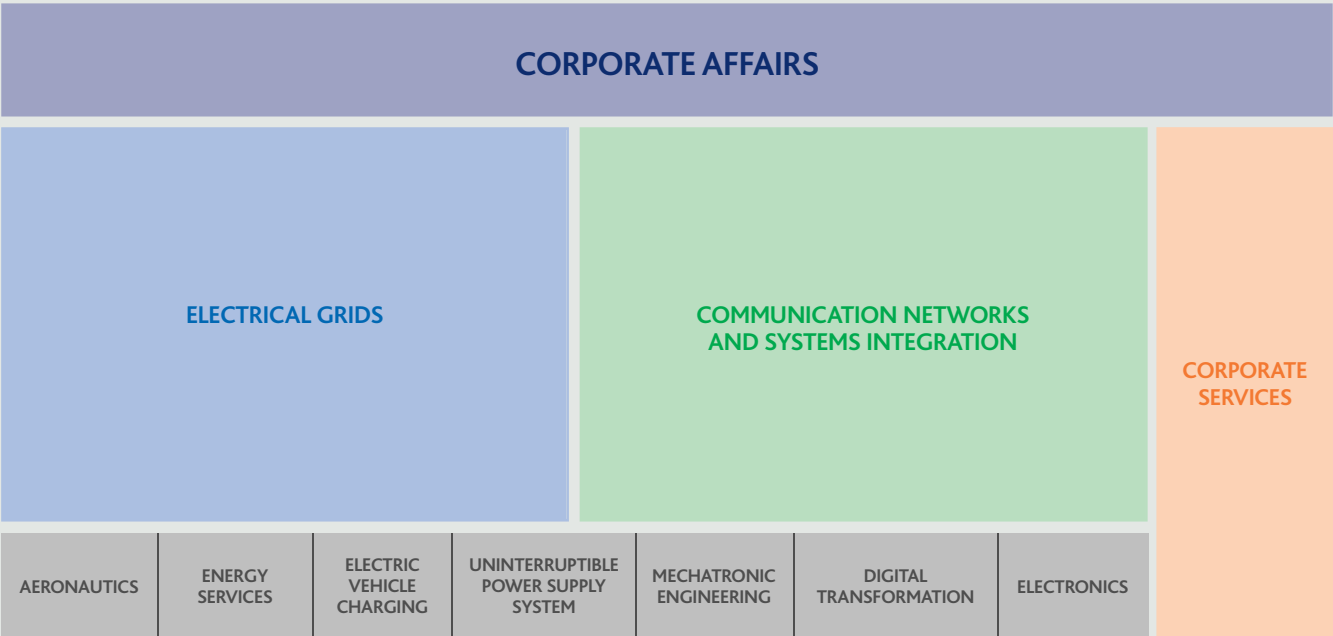 CORPORATE AFFAIRS
ELECTRICAL GRIDS
COMMUNICATION NETWORKS
AND SYSTEMS INTEGRATION
CORPORATE
SERVICES
AERONAUTICS
ENERGY
SERVICES
ELECTRIC
VEHICLE
CHARGING
UNINTERRUPTIBLE
POWER SUPPLY
SYSTEM
MECHATRONIC
ENGINEERING
DIGITAL
TRANSFORMATION
ELECTRONICS